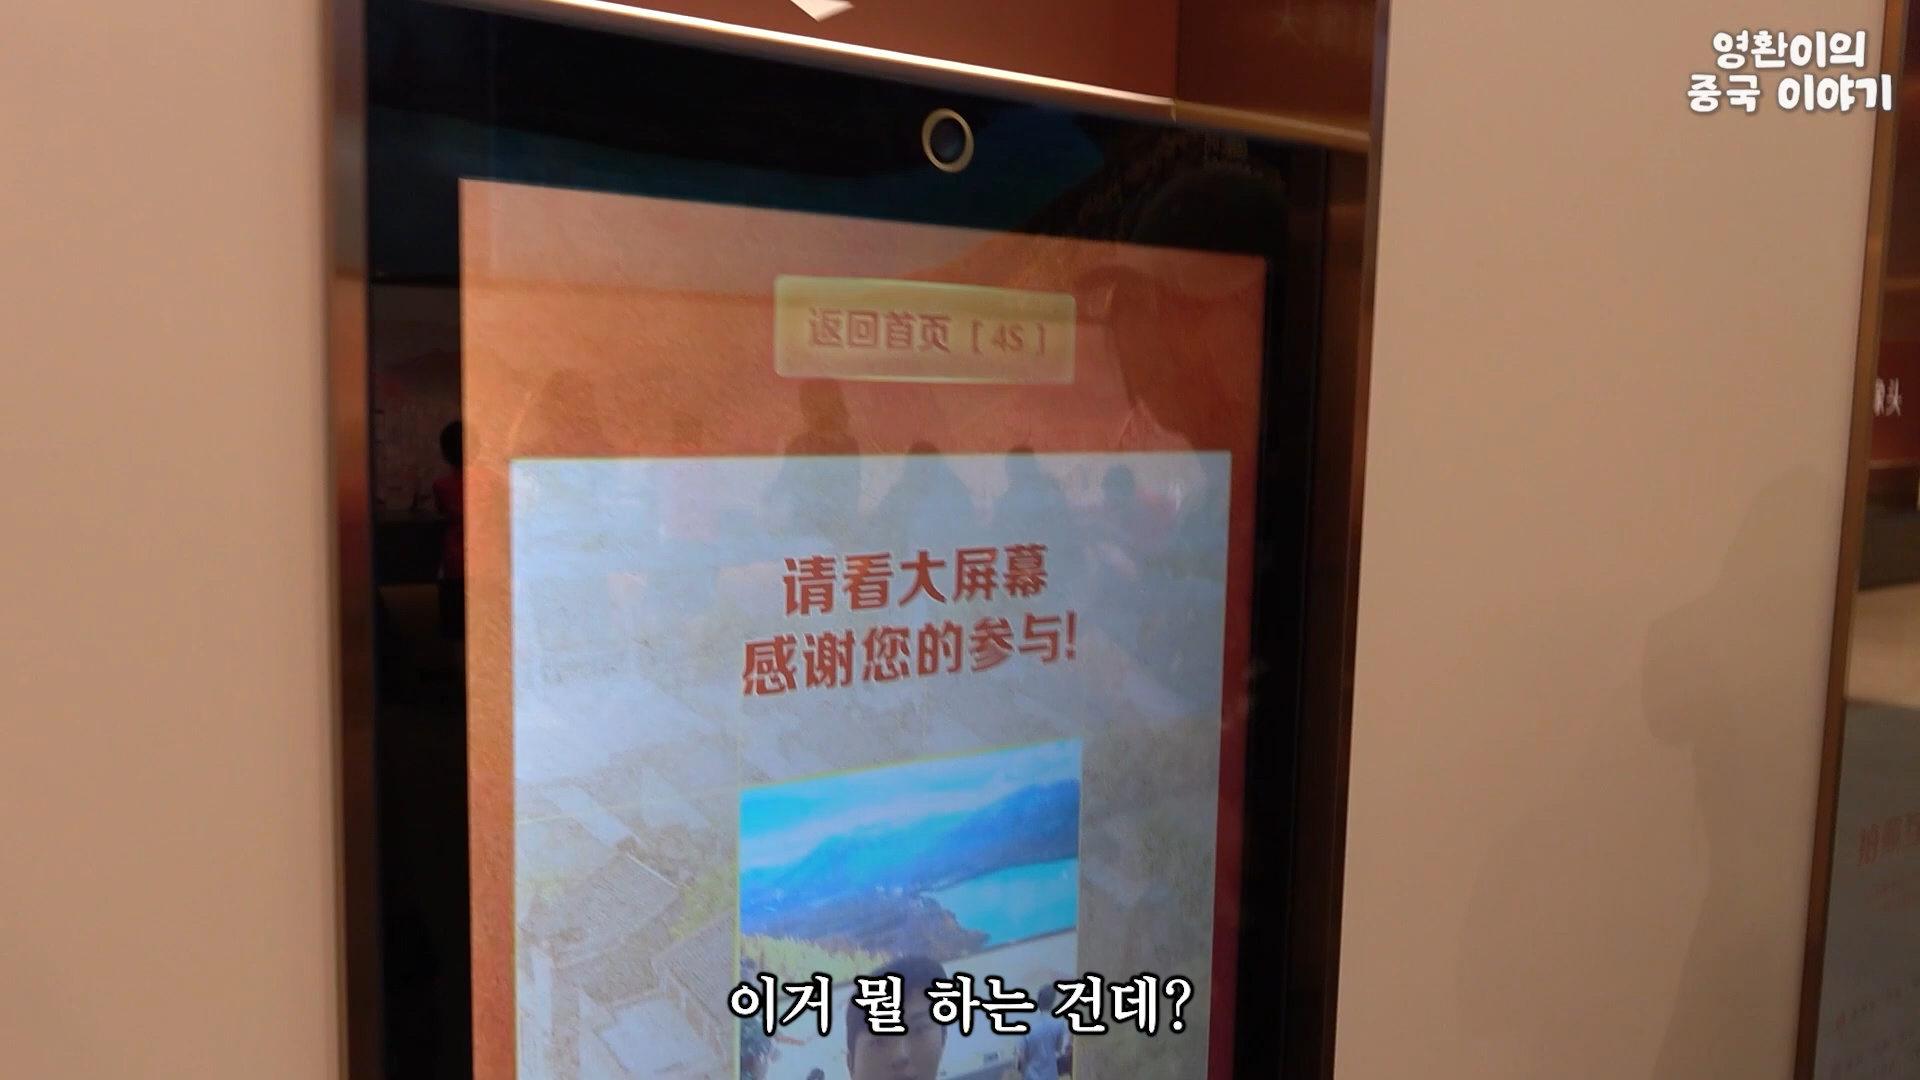 영환이의
중국 이야기
返回首页 [ 4S ]
请看大屏幕
感谢您的参与!
이거 뭘 하는 건데?